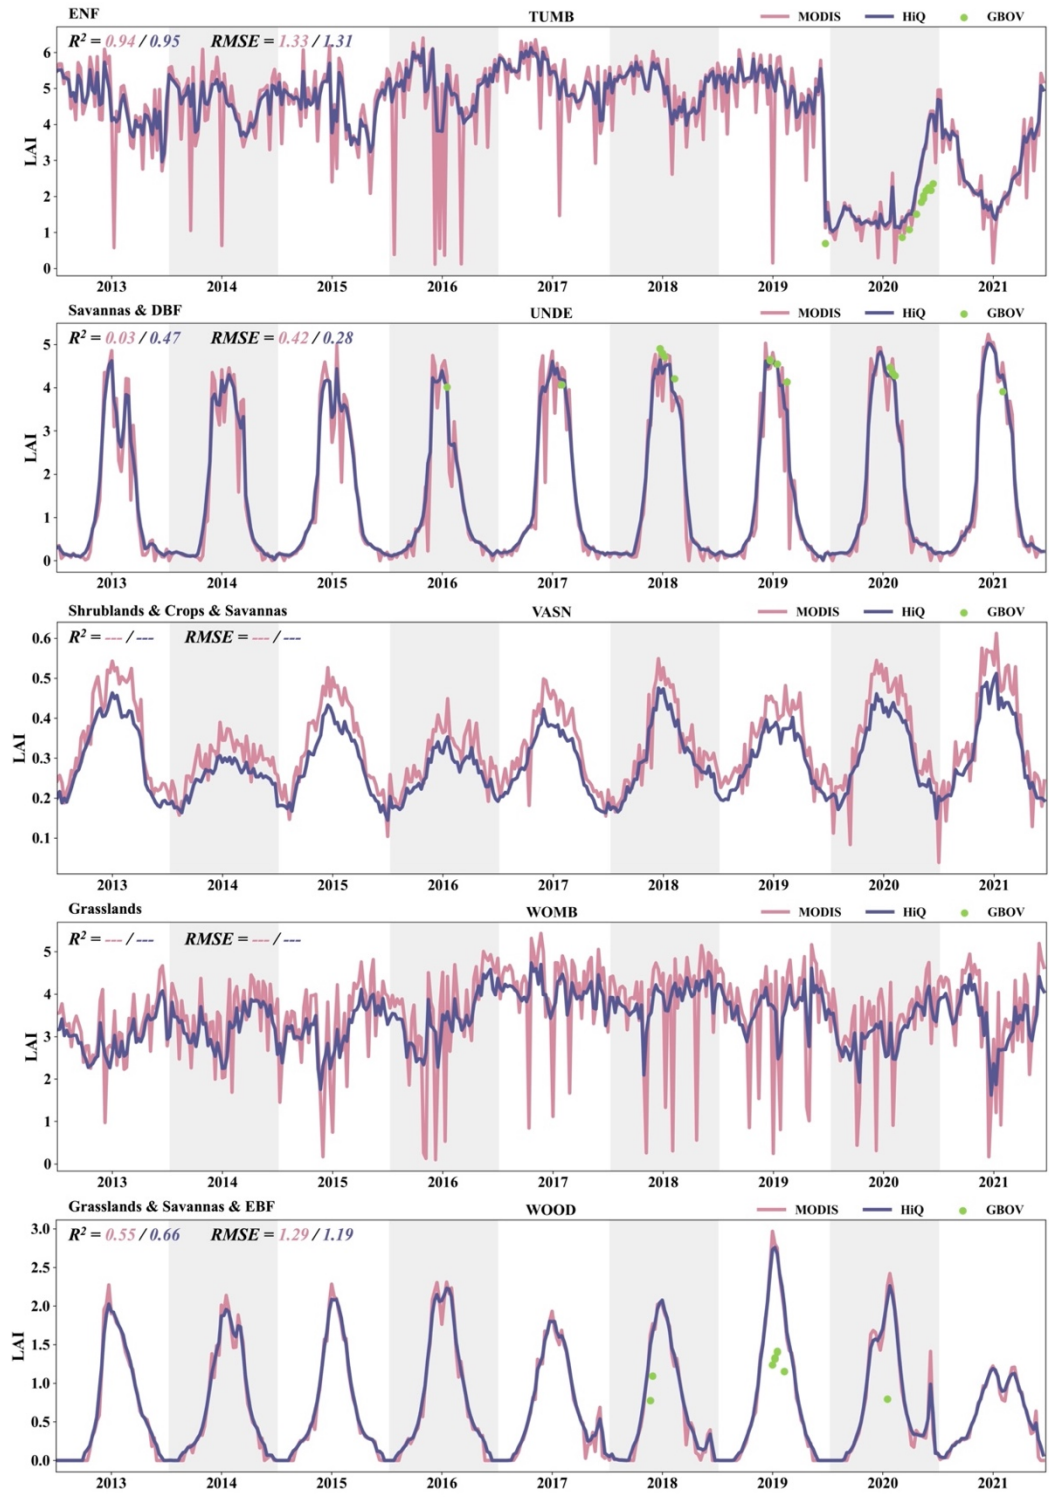 ENF TUMB MODIS HiQ GBOV
R² = 0.94 / 0.95 RMSE = 1.33 / 1.31
6
5
4
3
2
1
0
LAI
2013 2014 2015 2016 2017 2018 2019 2020 2021
Savannas & DBF UNDE MODIS HiQ GBOV
R² = 0.03 / 0.47 RMSE = 0.42 / 0.28
5
4
3
2
1
0
LAI
2013 2014 2015 2016 2017 2018 2019 2020 2021
Shrublands & Crops & Savannas VASN MODIS HiQ GBOV
R² = --- / --- RMSE = --- / ---
0.6
0.5
0.4
0.3
0.2
0.1
LAI
2013 2014 2015 2016 2017 2018 2019 2020 2021
Grasslands WOMB MODIS HiQ GBOV
R² = --- / --- RMSE = --- / ---
5
4
3
2
1
0
LAI
2013 2014 2015 2016 2017 2018 2019 2020 2021
Grasslands & Savannas & EBF WOOD MODIS HiQ GBOV
R² = 0.55 / 0.66 RMSE = 1.29 / 1.19
3.0
2.5
2.0
1.5
1.0
0.5
0.0
LAI
2013 2014 2015 2016 2017 2018 2019 2020 2021